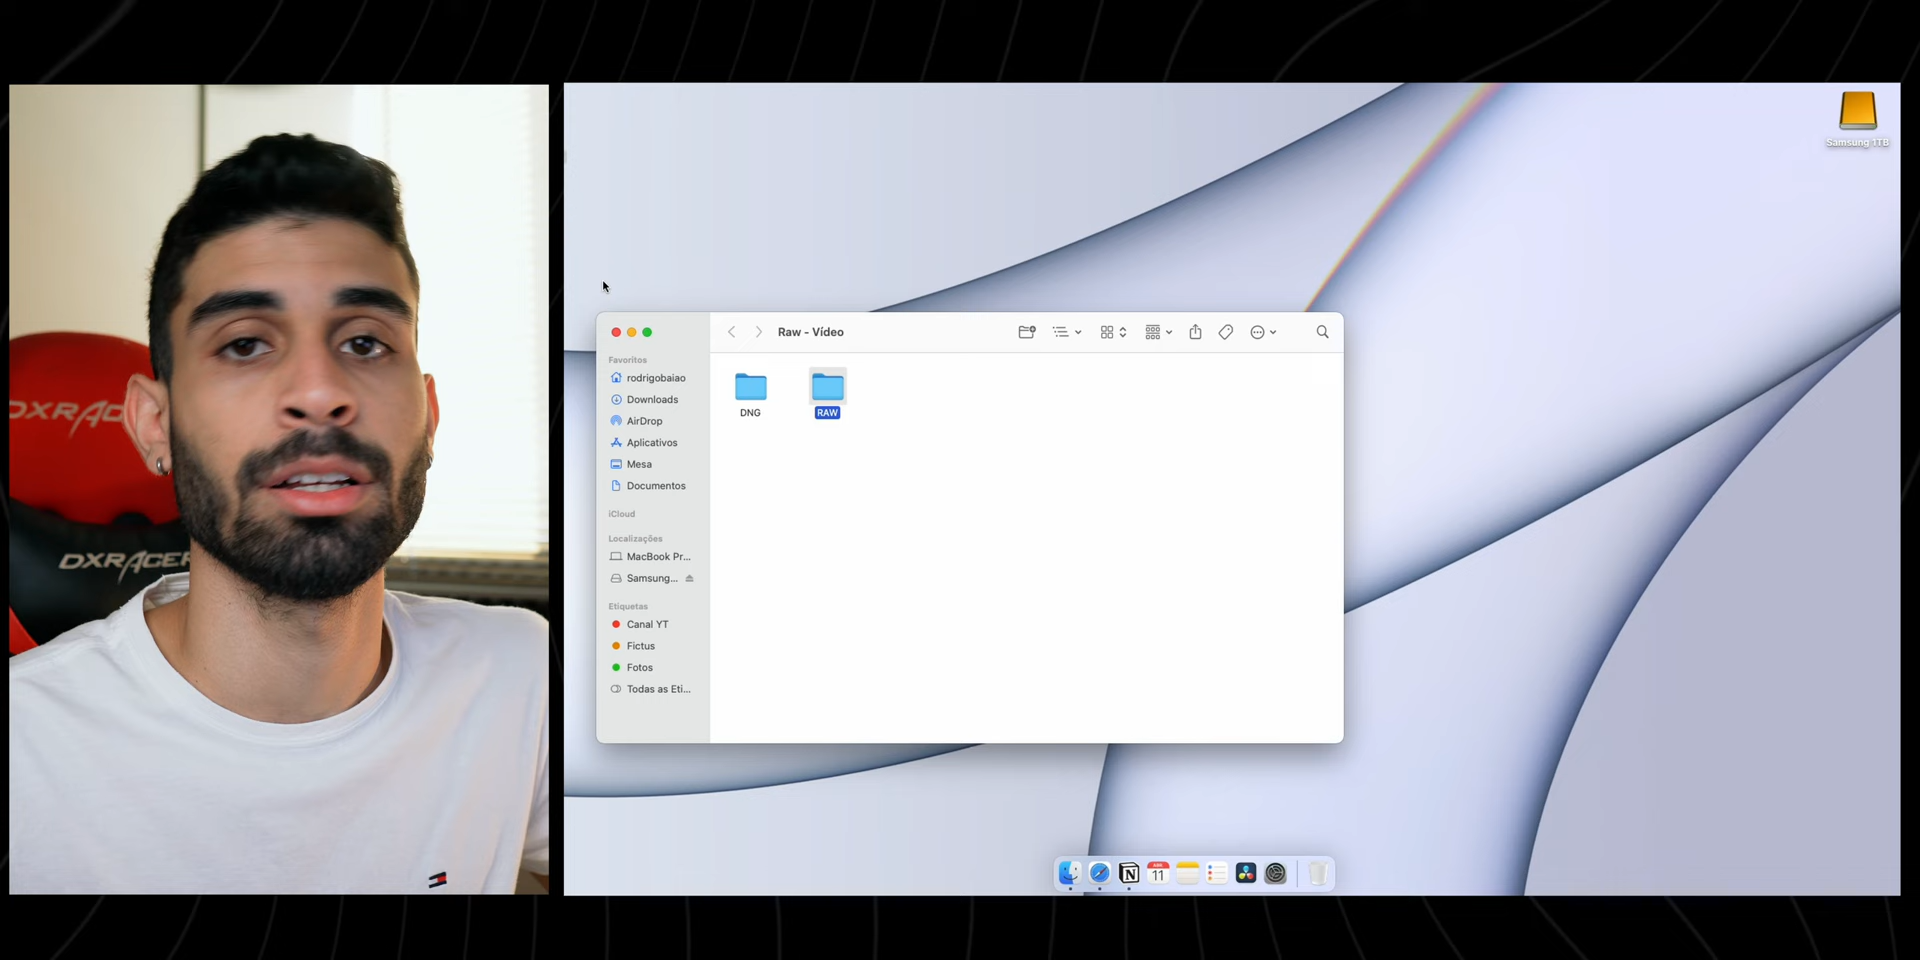 DXRAC
DXRACER
Samsung 1TB
Raw - Vídeo
Favoritos
rodrigobaiao
Downloads
AirDrop
Aplicativos
Mesa
Documentos
iCloud
Localizações
MacBook Pr...
Samsung...
Etiquetas
Canal YT
Fictus
Fotos
Todas as Eti...
DNG
RAW
N
11